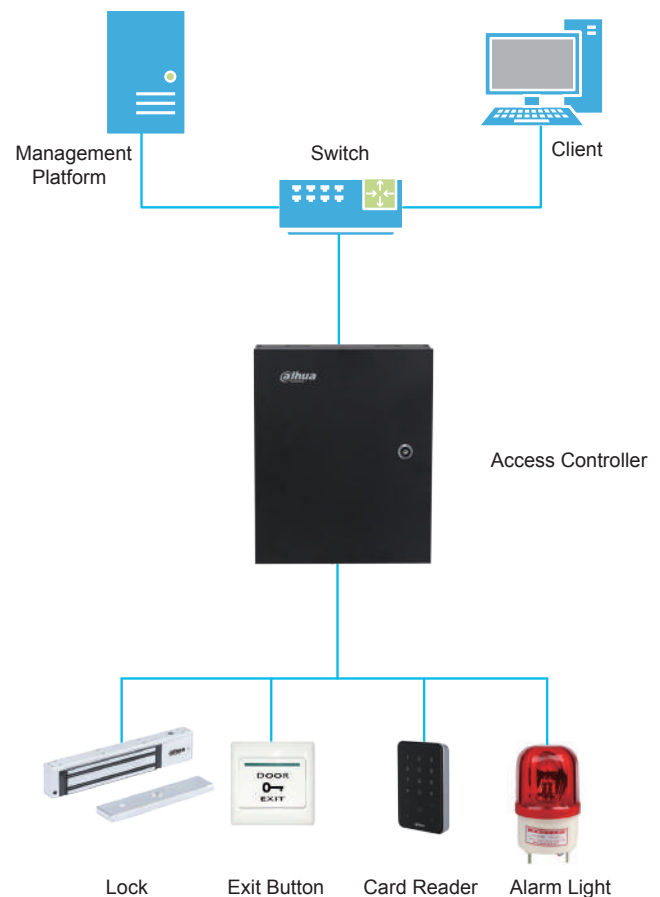 Management
Platform
Switch
Client
alhua
Access Controller
DOOR
EXIT
Lock
Exit Button
Card Reader
Alarm Light